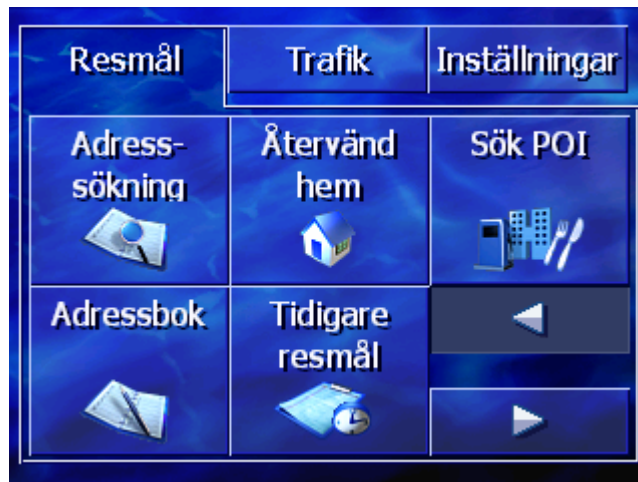 Resmål Trafik Inställningar
Adress- Återvänd Sök POI
sökning hem
Adressbok Tidigare
resmål